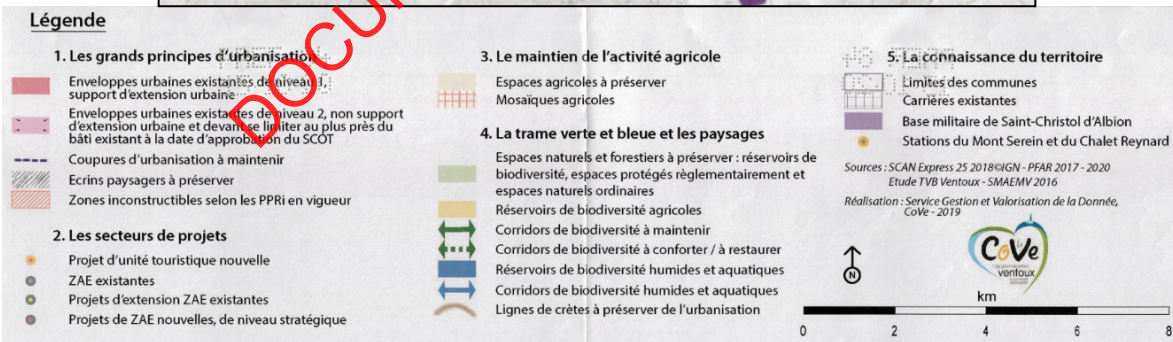 Légende
1. Les grands principes d'urbanisation
Enveloppes urbaines existantes de niveau 1,
support d'extension urbaine
Enveloppes urbaines existantes de niveau 2, non support
d'extension urbaine et devant se limiter au plus près du
bâti existant à la date d'approbation du SCOT
Coupures d'urbanisation à maintenir
Ecrins paysagers à préserver
Zones inconstructibles selon les PPRi en vigueur
2. Les secteurs de projets
Projet d'unité touristique nouvelle
ZAE existantes
Projets d'extension ZAE existantes
Projets de ZAE nouvelles, de niveau stratégique
3. Le maintien de l'activité agricole
Espaces agricoles à préserver
Mosaïques agricoles
4. La trame verte et bleue et les paysages
Espaces naturels et forestiers à préserver : réservoirs de
biodiversité, espaces protégés règlementairement et
espaces naturels ordinaires
Réservoirs de biodiversité agricoles
Corridors de biodiversité à maintenir
Corridors de biodiversité à conforter / à restaurer
Réservoirs de biodiversité humides et aquatiques
Corridors de biodiversité humides et aquatiques
Lignes de crètes à préserver de l'urbanisation
5. La connaissance du territoire
Limites des communes
Carrières existantes
Base militaire de Saint-Christol d'Albion
Stations du Mont Serein et du Chalet Reynard
Sources : SCAN Express 25 2018©IGN - PFAR 2017 - 2020
Etude TVB Ventoux - SMAEMV 2016
Réalisation : Service Gestion et Valorisation de la Donnée,
CoVe - 2019
la
CoVe
ventoux
N
km
0 2 4 6 8
DOCU